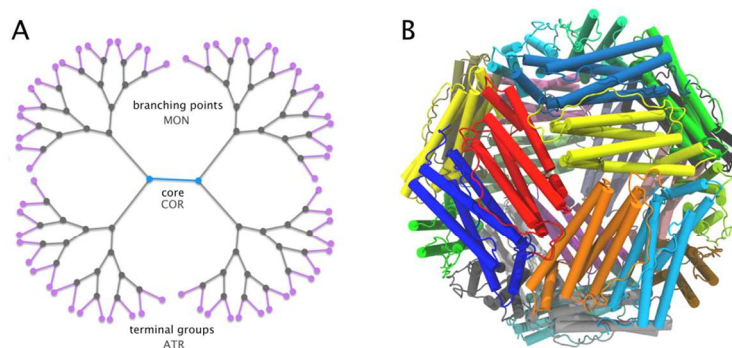 A
B
branching points
MON
core
COR
terminal groups
ATR